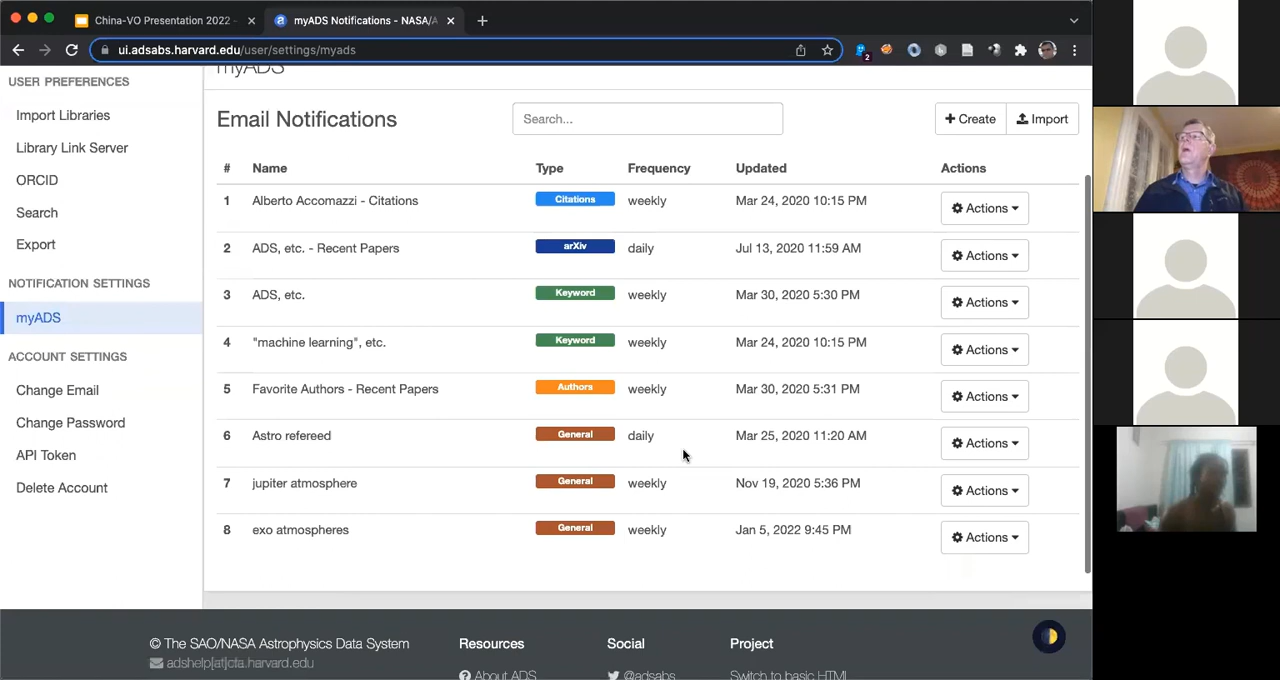 China-VO Presentation 2022 -
myADS Notifications - NASA/A
ui.adsabs.harvard.edu/user/settings/myads
2
USER PREFERENCES
Import Libraries
Library Link Server
ORCID
Search
Export
NOTIFICATION SETTINGS
myADS
ACCOUNT SETTINGS
Change Email
Change Password
API Token
Delete Account
myADS
Email Notifications
Search...
Create
Import
# Name Type Frequency Updated Actions
1 Alberto Accomazzi - Citations Citations weekly Mar 24, 2020 10:15 PM Actions
2 ADS, etc. - Recent Papers arXiv daily Jul 13, 2020 11:59 AM Actions
3 ADS, etc. Keyword weekly Mar 30, 2020 5:30 PM Actions
4 "machine learning", etc. Keyword weekly Mar 24, 2020 10:15 PM Actions
5 Favorite Authors - Recent Papers Authors weekly Mar 30, 2020 5:31 PM Actions
6 Astro refereed General daily Mar 25, 2020 11:20 AM Actions
7 jupiter atmosphere General weekly Nov 19, 2020 5:36 PM Actions
8 exo atmospheres General weekly Jan 5, 2022 9:45 PM Actions
© The SAO/NASA Astrophysics Data System
adshelp[at]cfa.harvard.edu
Resources
About ADS
Social
@adsabs
Project
Switch to basic HTML